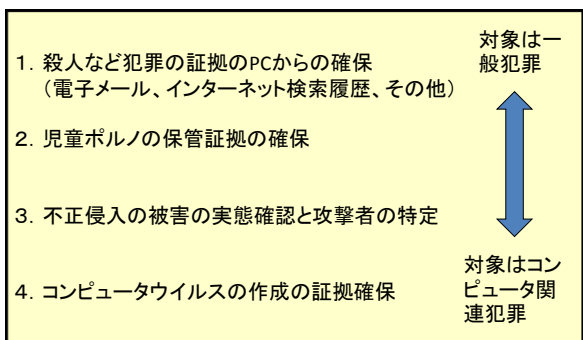 対象は一
般犯罪
1. 殺人など犯罪の証拠のPCからの確保
(電子メール、インターネット検索履歴、その他)
2. 児童ポルノの保管証拠の確保
3. 不正侵入の被害の実態確認と攻撃者の特定
4. コンピュータウイルスの作成の証拠確保
対象はコン
ピュータ関
連犯罪